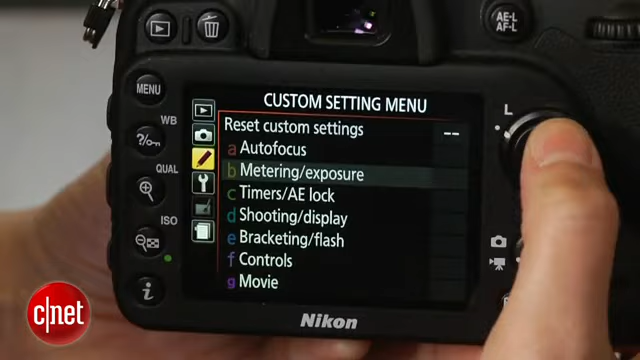 AE-L
AF-L
MENU
CUSTOM SETTING MENU
L
Reset custom settings --
a Autofocus
WB
?/
b Metering/exposure
QUAL
c Timers/AE lock
d Shooting/display
ISO
e Bracketing/flash
f Controls
g Movie
i
c|net
Nikon